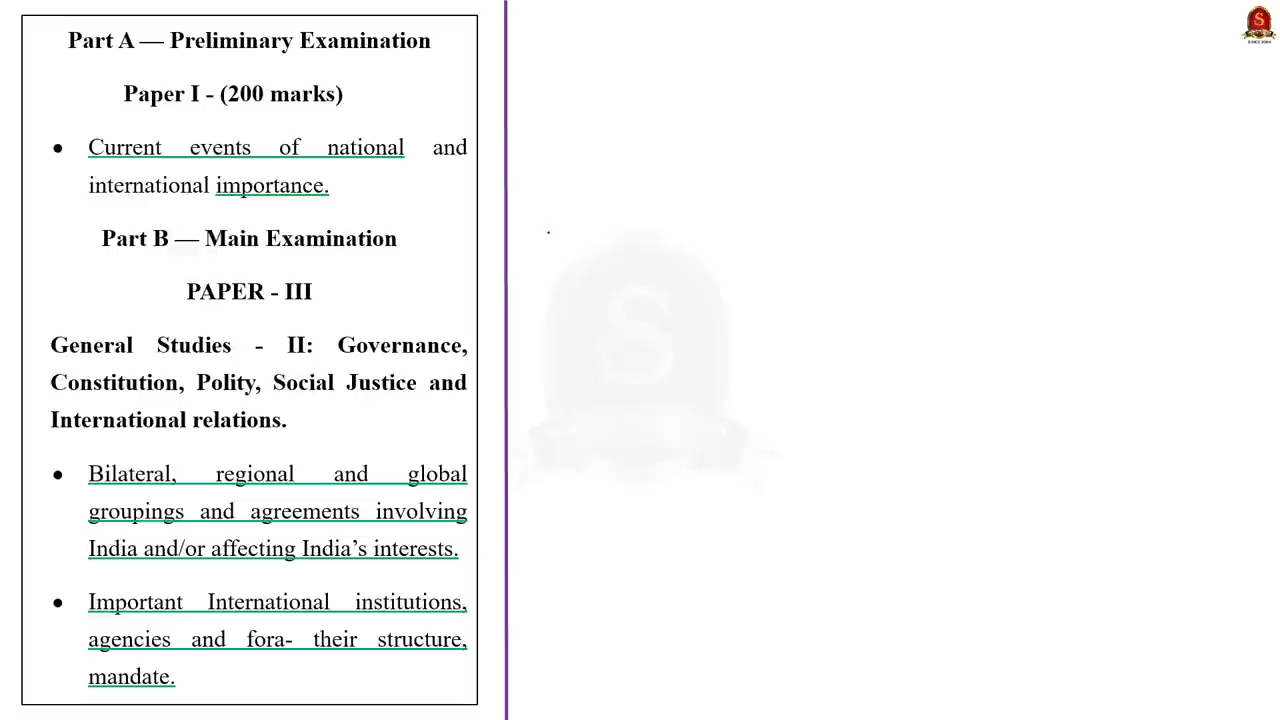 Part A — Preliminary Examination
Paper I - (200 marks)
● Current events of national and
international importance.
Part B — Main Examination
PAPER - III
General Studies - II: Governance,
Constitution, Polity, Social Justice and
International relations.
● Bilateral, regional and global
groupings and agreements involving
India and/or affecting India’s interests.
● Important International institutions,
agencies and fora- their structure,
mandate.
S
S